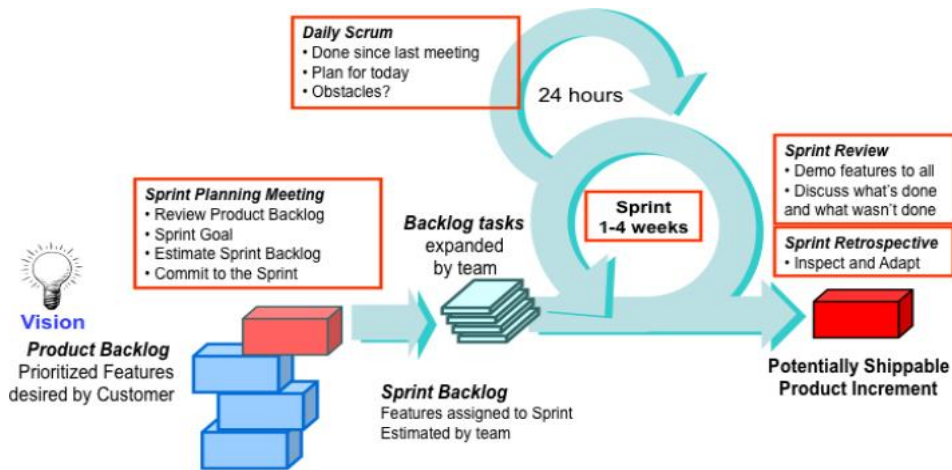 Daily Scrum
• Done since last meeting
• Plan for today
• Obstacles?
24 hours
Sprint Review
• Demo features to all
• Discuss what's done
and what wasn't done
Sprint Retrospective
• Inspect and Adapt
Sprint Planning Meeting
• Review Product Backlog
• Sprint Goal
• Estimate Sprint Backlog
• Commit to the Sprint
Backlog tasks
expanded
by team
Sprint
1-4 weeks
Vision
Product Backlog
Prioritized Features
desired by Customer
Sprint Backlog
Features assigned to Sprint
Estimated by team
Potentially Shippable
Product Increment